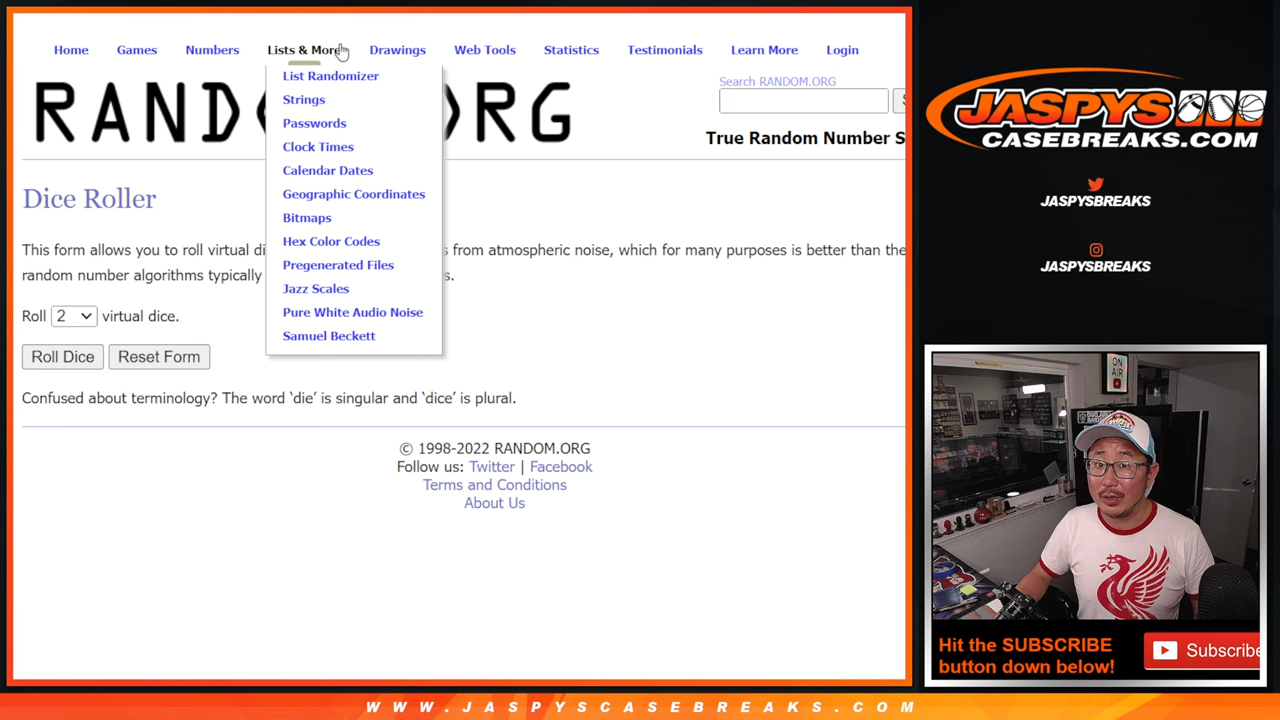 Home Games Numbers Lists & More Drawings Web Tools Statistics Testimonials Learn More Login
List Randomizer
Strings
Passwords
Clock Times
Calendar Dates
Geographic Coordinates
Bitmaps
Hex Color Codes
Pregenerated Files
Jazz Scales
Pure White Audio Noise
Samuel Beckett
Search RANDOM.ORG
S
RAND RG
True Random Number S
Dice Roller
This form allows you to roll virtual di s from atmospheric noise, which for many purposes is better than the
random number algorithms typically s.
Roll 2 virtual dice.
Roll Dice Reset Form
Confused about terminology? The word ‘die’ is singular and ‘dice’ is plural.
© 1998-2022 RANDOM.ORG
Follow us: Twitter | Facebook
Terms and Conditions
About Us
JASPYS
CASEBREAKS.COM
JASPYSBREAKS
JASPYSBREAKS
ON
AIR
Hit the SUBSCRIBE
button down below!
Subscribe
WWW.JASPYSCASEBREAKS.COM